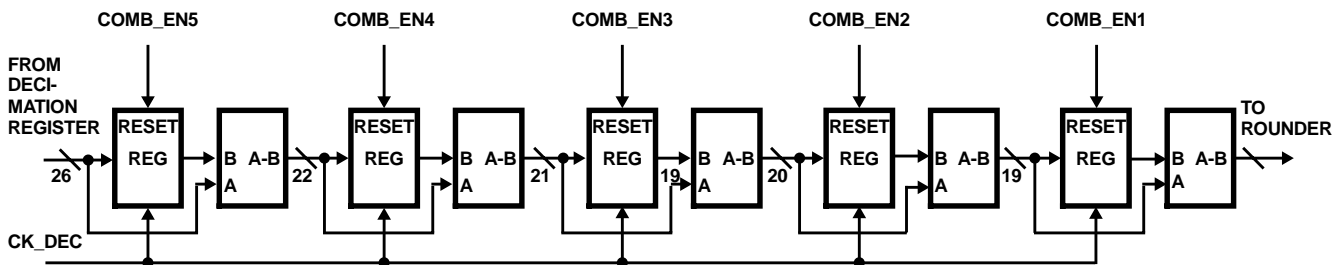 COMB_EN5 COMB_EN4 COMB_EN3 COMB_EN2 COMB_EN1
FROM
DECI-
MATION
REGISTER
TO
ROUNDER
RESET RESET RESET RESET RESET
REG B A-B REG B A-B REG 19 B A-B REG B A-B REG B A-B
26 A 22 A 21 A 20 A 19 A
CK_DEC